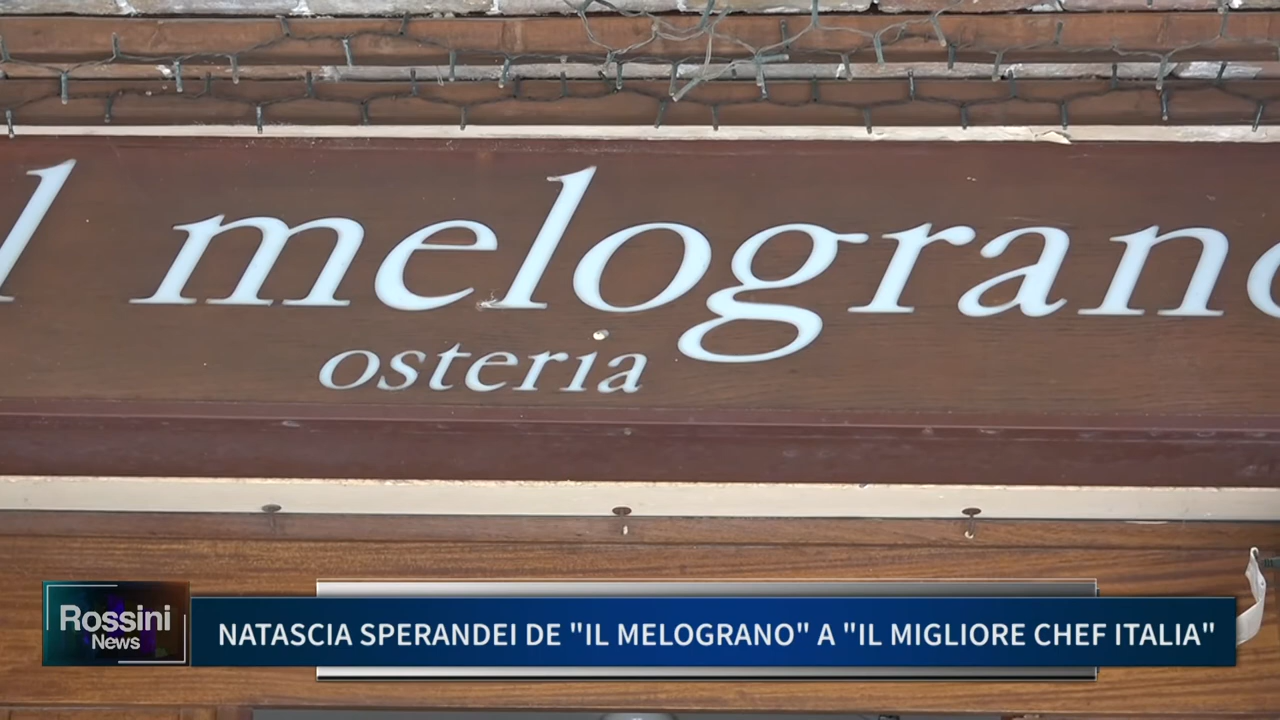 l melograno
osteria
Rossini
News
NATASCIA SPERANDEI DE "IL MELOGRANO" A "IL MIGLIORE CHEF ITALIA"